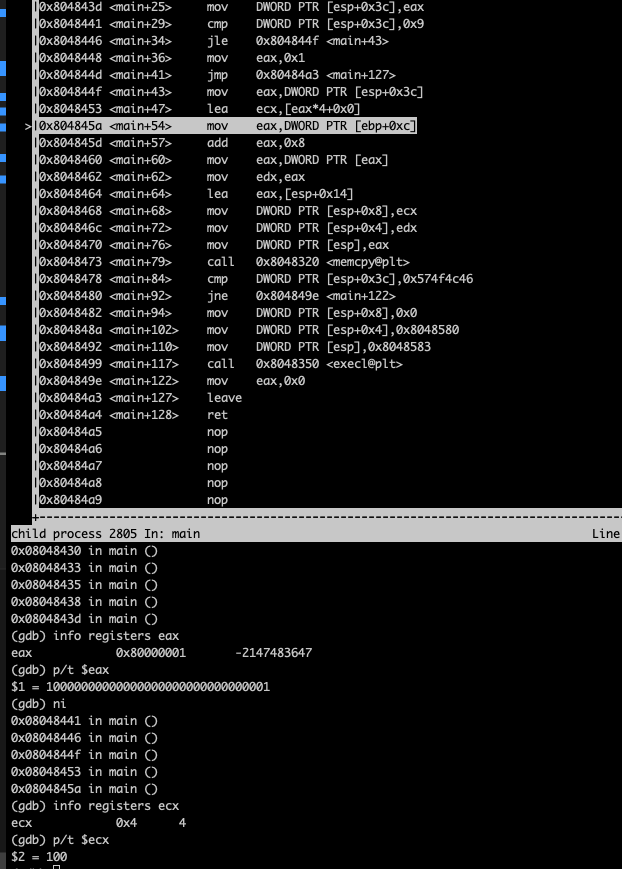 0x804843d <main+25> mov DWORD PTR [esp+0x3c],eax
0x8048441 <main+29> cmp DWORD PTR [esp+0x3c],0x9
0x8048446 <main+34> jle 0x804844f <main+43>
0x8048448 <main+36> mov eax,0x1
0x804844d <main+41> jmp 0x80484a3 <main+127>
0x804844f <main+43> mov eax,DWORD PTR [esp+0x3c]
0x8048453 <main+47> lea ecx,[eax*4+0x0]
>0x804845a <main+54> mov eax,DWORD PTR [ebp+0xc]
0x804845d <main+57> add eax,0x8
0x8048460 <main+60> mov eax,DWORD PTR [eax]
0x8048462 <main+62> mov edx,eax
0x8048464 <main+64> lea eax,[esp+0x14]
0x8048468 <main+68> mov DWORD PTR [esp+0x8],ecx
0x804846c <main+72> mov DWORD PTR [esp+0x4],edx
0x8048470 <main+76> mov DWORD PTR [esp],eax
0x8048473 <main+79> call 0x8048320 <memcpy@plt>
0x8048478 <main+84> cmp DWORD PTR [esp+0x3c],0x574f4c46
0x8048480 <main+92> jne 0x804849e <main+122>
0x8048482 <main+94> mov DWORD PTR [esp+0x8],0x0
0x804848a <main+102> mov DWORD PTR [esp+0x4],0x8048580
0x8048492 <main+110> mov DWORD PTR [esp],0x8048583
0x8048499 <main+117> call 0x8048350 <execl@plt>
0x804849e <main+122> mov eax,0x0
0x80484a3 <main+127> leave
0x80484a4 <main+128> ret
0x80484a5 nop
0x80484a6 nop
0x80484a7 nop
0x80484a8 nop
0x80484a9 nop
child process 2805 In: main Line
0x08048430 in main ()
0x08048433 in main ()
0x08048435 in main ()
0x08048438 in main ()
0x0804843d in main ()
(gdb) info registers eax
eax 0x80000001 -2147483647
(gdb) p/t $eax
$1 = 10000000000000000000000000000001
(gdb) ni
0x08048441 in main ()
0x08048446 in main ()
0x0804844f in main ()
0x08048453 in main ()
0x0804845a in main ()
(gdb) info registers ecx
ecx 0x4 4
(gdb) p/t $ecx
$2 = 100